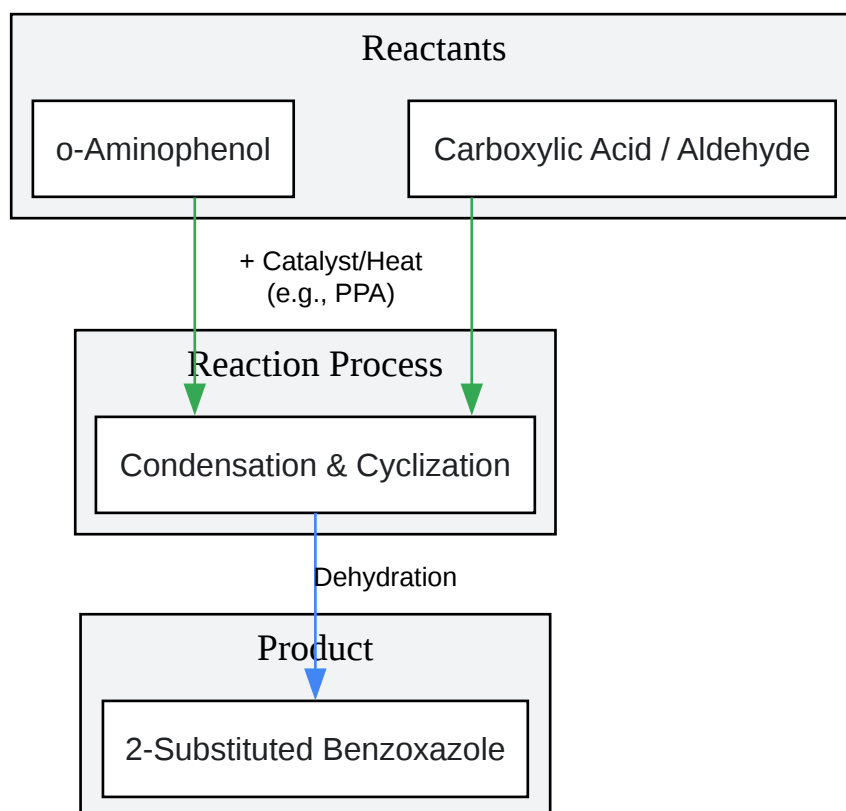 Reactants
o-Aminophenol
Carboxylic Acid / Aldehyde
+ Catalyst/Heat
(e.g., PPA)
Reaction Process
Condensation & Cyclization
Dehydration
Product
2-Substituted Benzoxazole